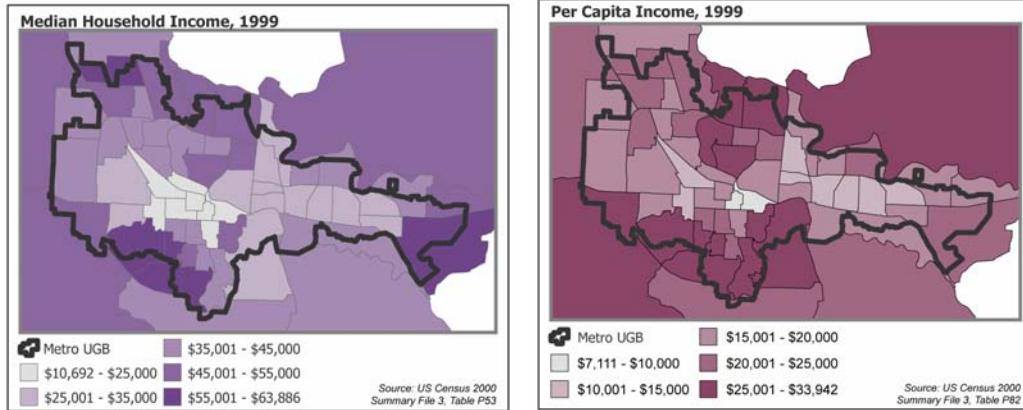 Median Household Income, 1999
Metro UGB
$10,692 - $25,000
$25,001 - $35,000
$35,001 - $45,000
$45,001 - $55,000
$55,001 - $63,886
Source: US Census 2000
Summary File 3, Table P53
Per Capita Income, 1999
Metro UGB
$7,111 - $10,000
$10,001 - $15,000
$15,001 - $20,000
$20,001 - $25,000
$25,001 - $33,942
Source: US Census 2000
Summary File 3, Table P82